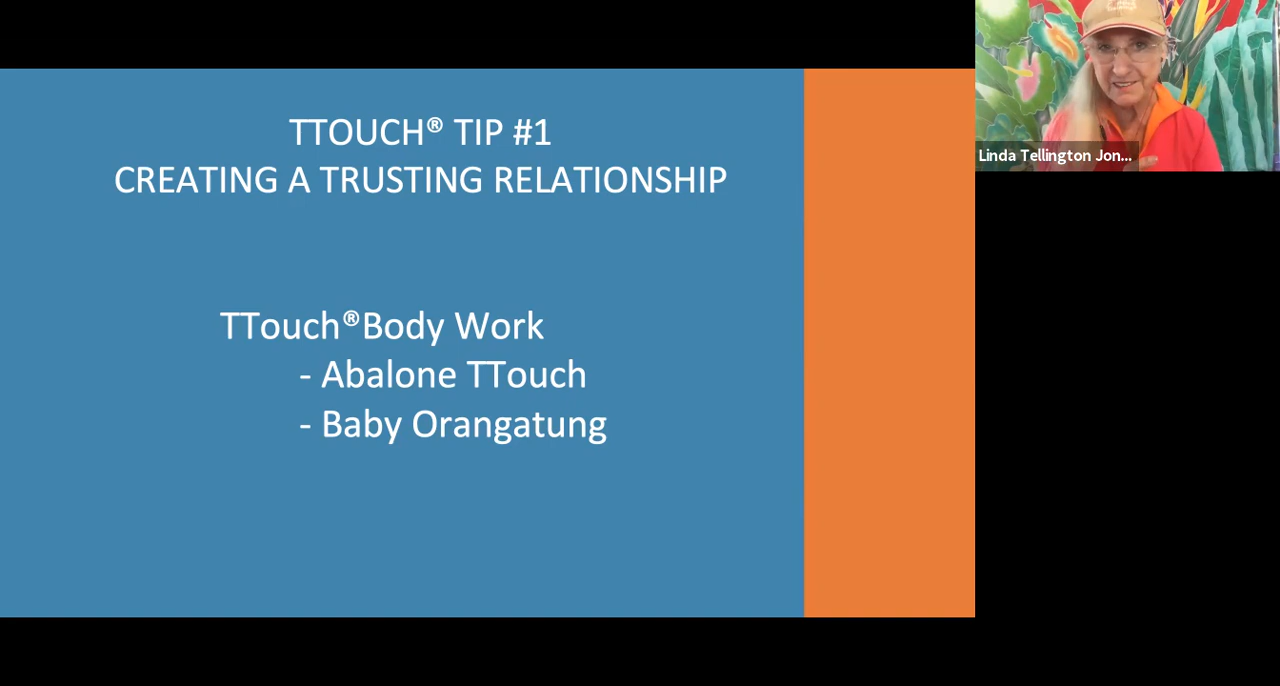 TTOUCH® TIP #1
CREATING A TRUSTING RELATIONSHIP
TTouch®Body Work
- Abalone TTouch
- Baby Orangatung
Linda Tellington Jon...